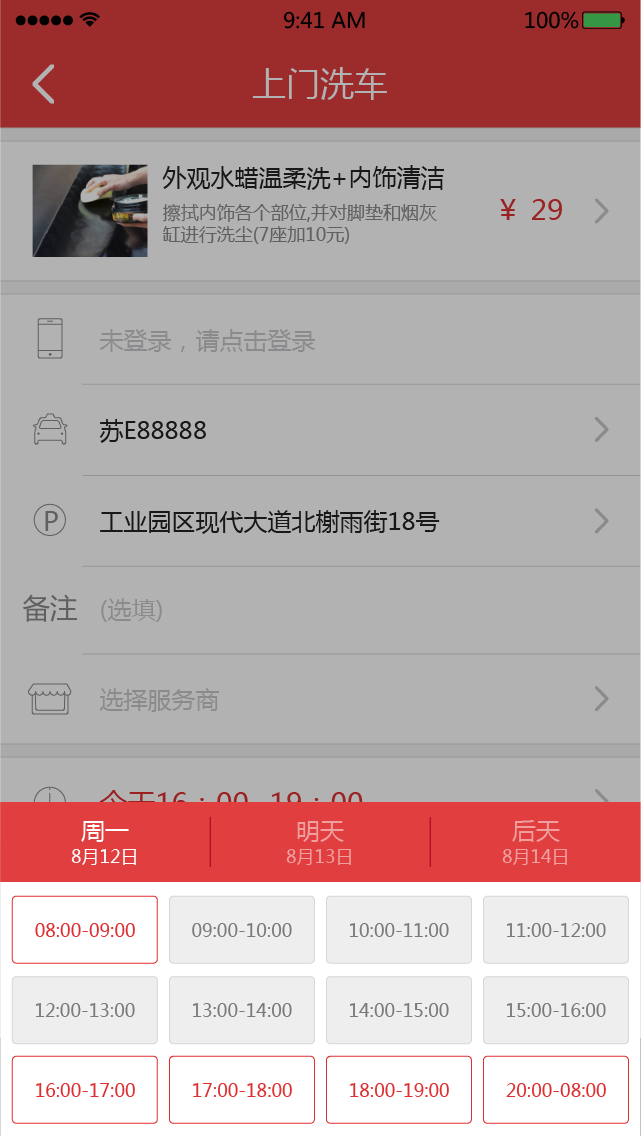 9:41 AM 100%
上门洗车
外观水蜡温柔洗+内饰清洁
擦拭内饰各个部位,并对脚垫和烟灰
缸进行洗尘(7座加10元)
¥ 29
未登录，请点击登录
苏E88888
P 工业园区现代大道北榭雨街18号
备注 (选填)
选择服务商
今天16：00-19：00
周一 明天 后天
8月12日 8月13日 8月14日
08:00-09:00 09:00-10:00 10:00-11:00 11:00-12:00
12:00-13:00 13:00-14:00 14:00-15:00 15:00-16:00
16:00-17:00 17:00-18:00 18:00-19:00 20:00-08:00